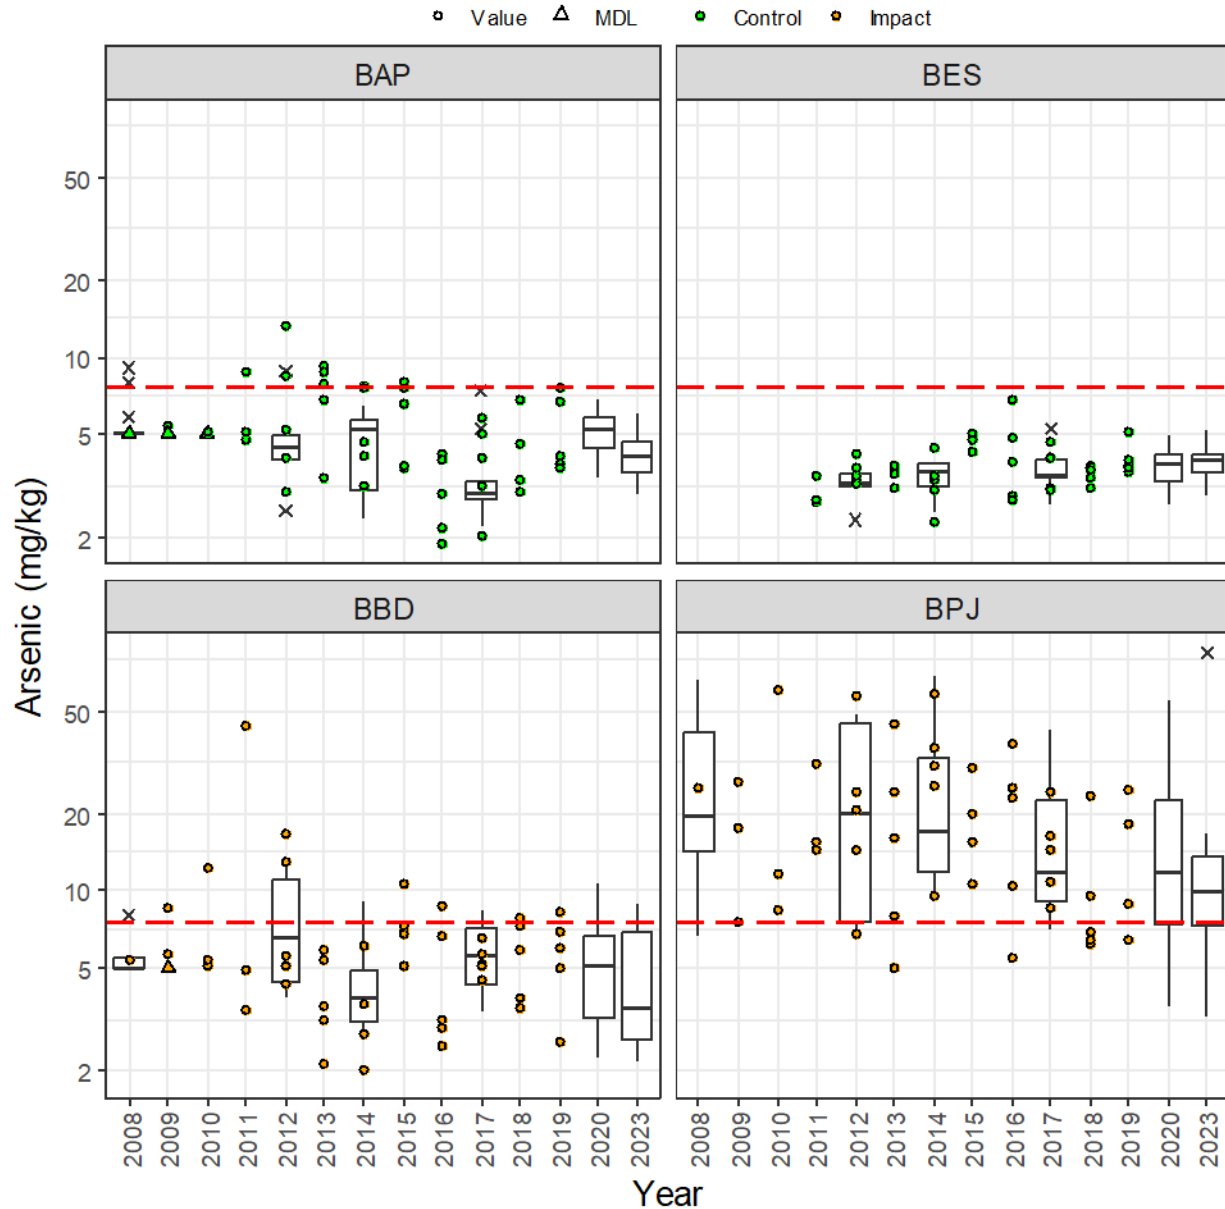 Value MDL Control Impact
BAP BES
50
20
10
5
2
Arsenic (mg/kg)
BBD BPJ
50
20
10
5
2
2008 2009 2010 2011 2012 2013 2014 2015 2016 2017 2018 2019 2020 2023 2008 2009 2010 2011 2012 2013 2014 2015 2016 2017 2018 2019 2020 2023
Year